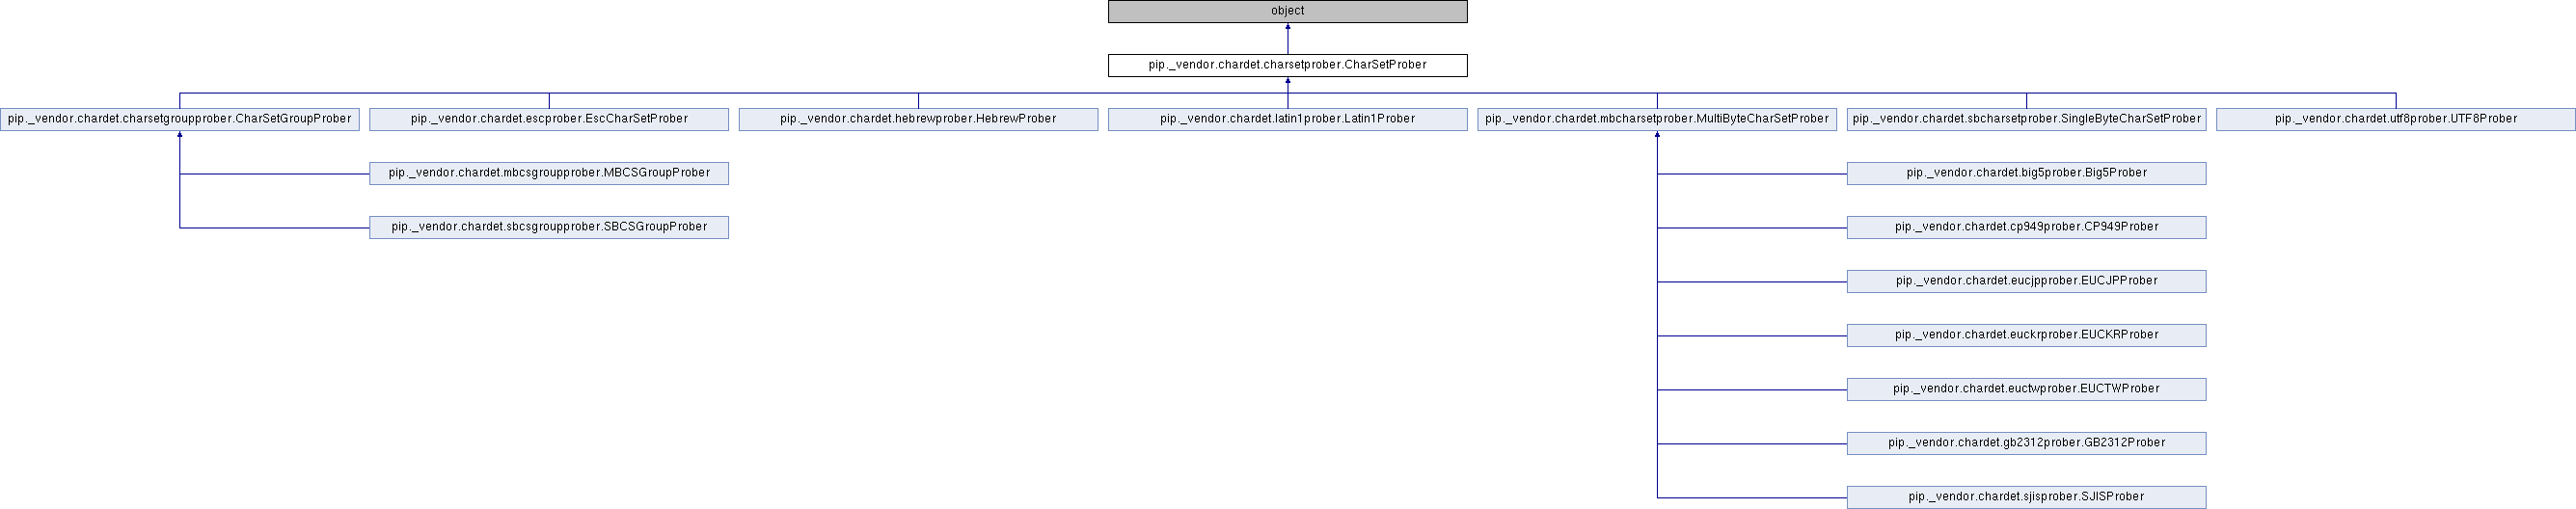 object
pip._vendor.chardet.charsetprober.CharSetProber
pip._vendor.chardet.charsetgroupprober.CharSetGroupProber
pip._vendor.chardet.escprober.EscCharSetProber
pip._vendor.chardet.hebrewprober.HebrewProber
pip._vendor.chardet.latin1prober.Latin1Prober
pip._vendor.chardet.mbcharsetprober.MultiByteCharSetProber
pip._vendor.chardet.sbcharsetprober.SingleByteCharSetProber
pip._vendor.chardet.utf8prober.UTF8Prober
pip._vendor.chardet.mbcsgroupprober.MBCSGroupProber
pip._vendor.chardet.big5prober.Big5Prober
pip._vendor.chardet.sbcsgroupprober.SBCSGroupProber
pip._vendor.chardet.cp949prober.CP949Prober
pip._vendor.chardet.eucjpprober.EUCJPProber
pip._vendor.chardet.euckrprober.EUCKRProber
pip._vendor.chardet.euctwprober.EUCTWProber
pip._vendor.chardet.gb2312prober.GB2312Prober
pip._vendor.chardet.sjisprober.SJISProber